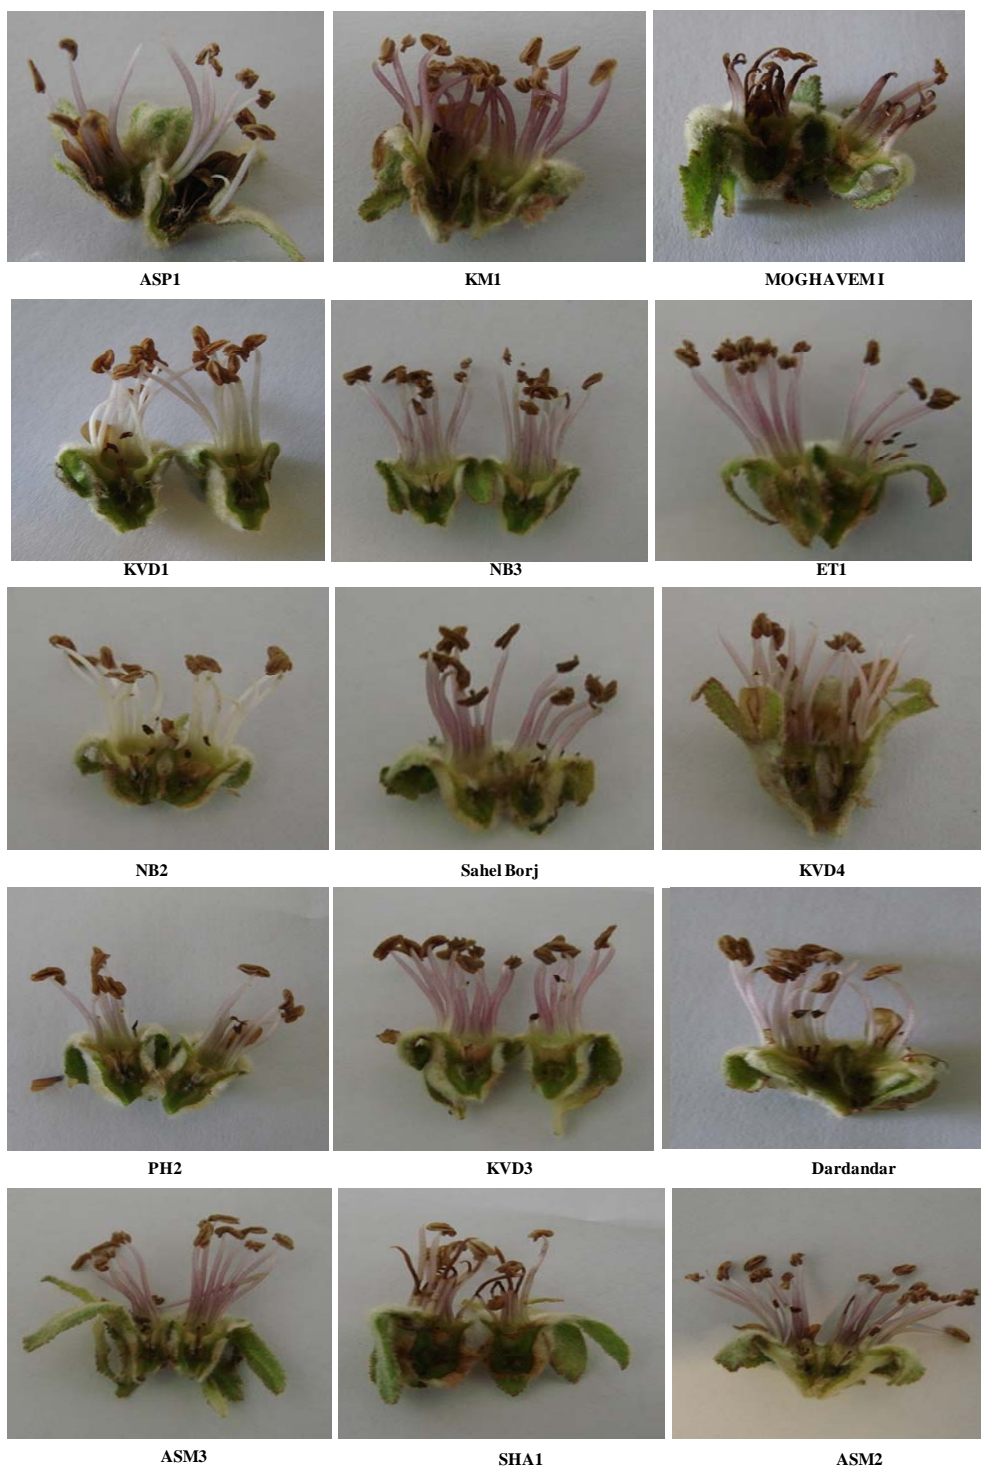 ASP1 KM1 MOGHAVEM I
KVD1 NB3 ET1
NB2 Sahel Borj KVD4
PH2 KVD3 Dardandar
ASM3 SHA1 ASM2